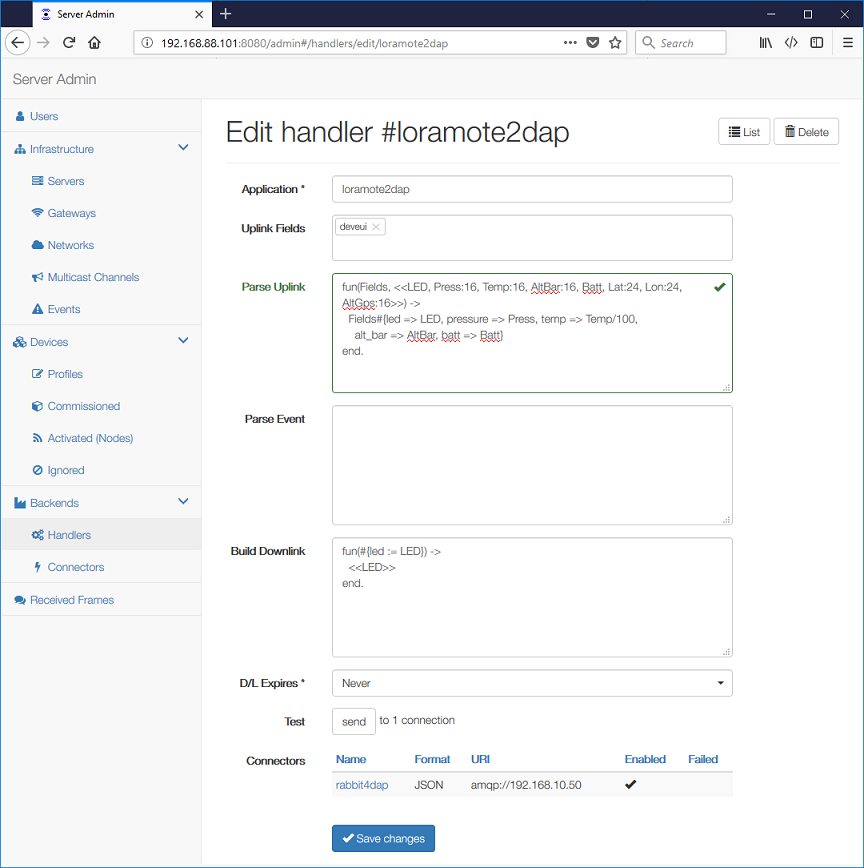 Server Admin
192.168.88.101:8080/admin#/handlers/edit/loramote2dap
Search
Server Admin
Users
Infrastructure
Servers
Gateways
Networks
Multicast Channels
Events
Devices
Profiles
Commissioned
Activated (Nodes)
Ignored
Backends
Handlers
Connectors
Received Frames
Edit handler #loramote2dap
List
Delete
Application *
loramote2dap
Uplink Fields
deveui
Parse Uplink
fun(Fields, <<LED, Press:16, Temp:16, AltBar:16, Batt, Lat:24, Lon:24,
AltGps:16>>) ->
Fields#{led => LED, pressure => Press, temp => Temp/100,
alt_bar => AltBar, batt => Batt}
end.
Parse Event
Build Downlink
fun(#{led := LED}) ->
<<LED>>
end.
D/L Expires *
Never
Test
send to 1 connection
Connectors
Name Format URI Enabled Failed
rabbit4dap JSON amqp://192.168.10.50
Save changes